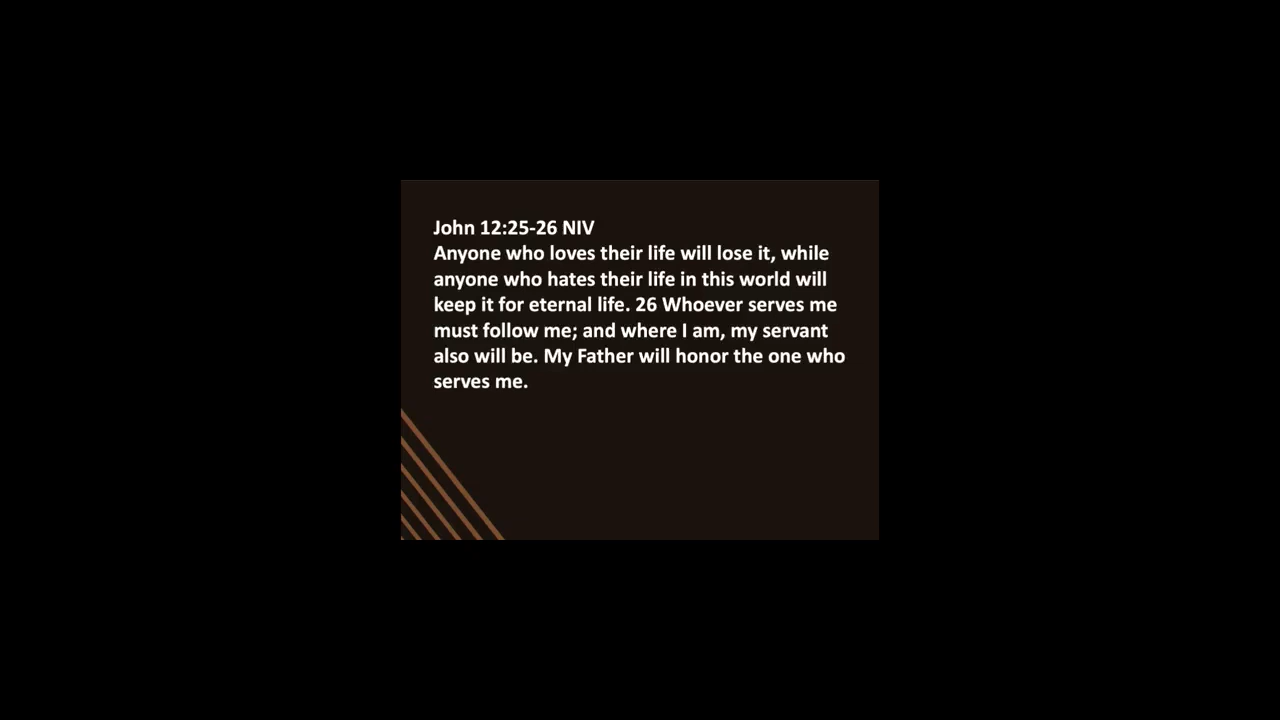 John 12:25-26 NIV
Anyone who loves their life will lose it, while
anyone who hates their life in this world will
keep it for eternal life. 26 Whoever serves me
must follow me; and where I am, my servant
also will be. My Father will honor the one who
serves me.